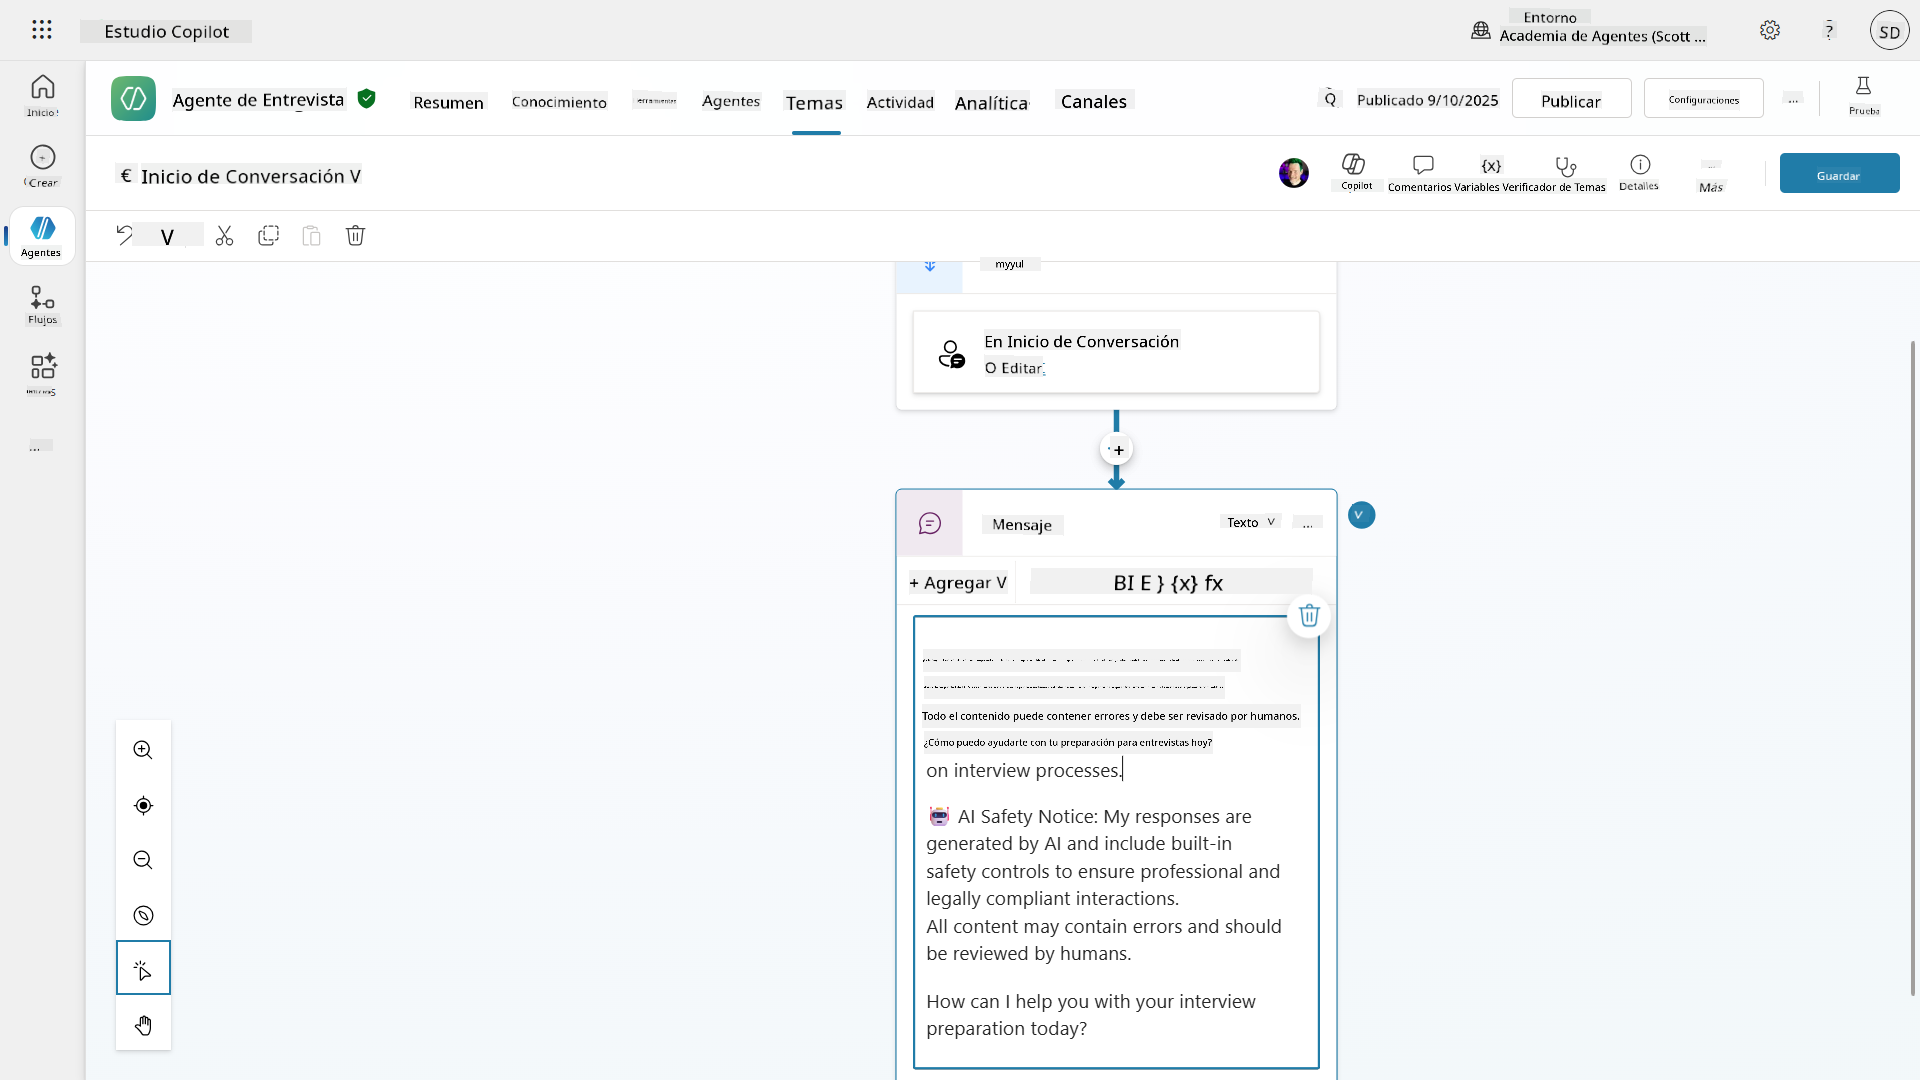 Estudio Copilot
Entorno
Academia de Agentes (Scott ...
?
SD
Inicio
Crear
Agentes
Flujos
...
Agente de Entrevista
Resumen
Conocimiento
Agentes
Temas
Actividad
Analítica
Canales
Publicado 9/10/2025
Publicar
Configuraciones
...
Prueba
€ Inicio de Conversación V
Copilot
Comentarios
{x}
Variables
Verificador de Temas
Detalles
...
Más
Guardar
V
myyul
En Inicio de Conversación
O Editar
+
Mensaje
Texto V
...
V
+ Agregar V
BI E } {x} fx
Todo el contenido puede contener errores y debe ser revisado por humanos.
¿Cómo puedo ayudarte con tu preparación para entrevistas hoy?
on interview processes.
🤖 AI Safety Notice: My responses are
generated by AI and include built-in
safety controls to ensure professional and
legally compliant interactions.
All content may contain errors and should
be reviewed by humans.
How can I help you with your interview
preparation today?